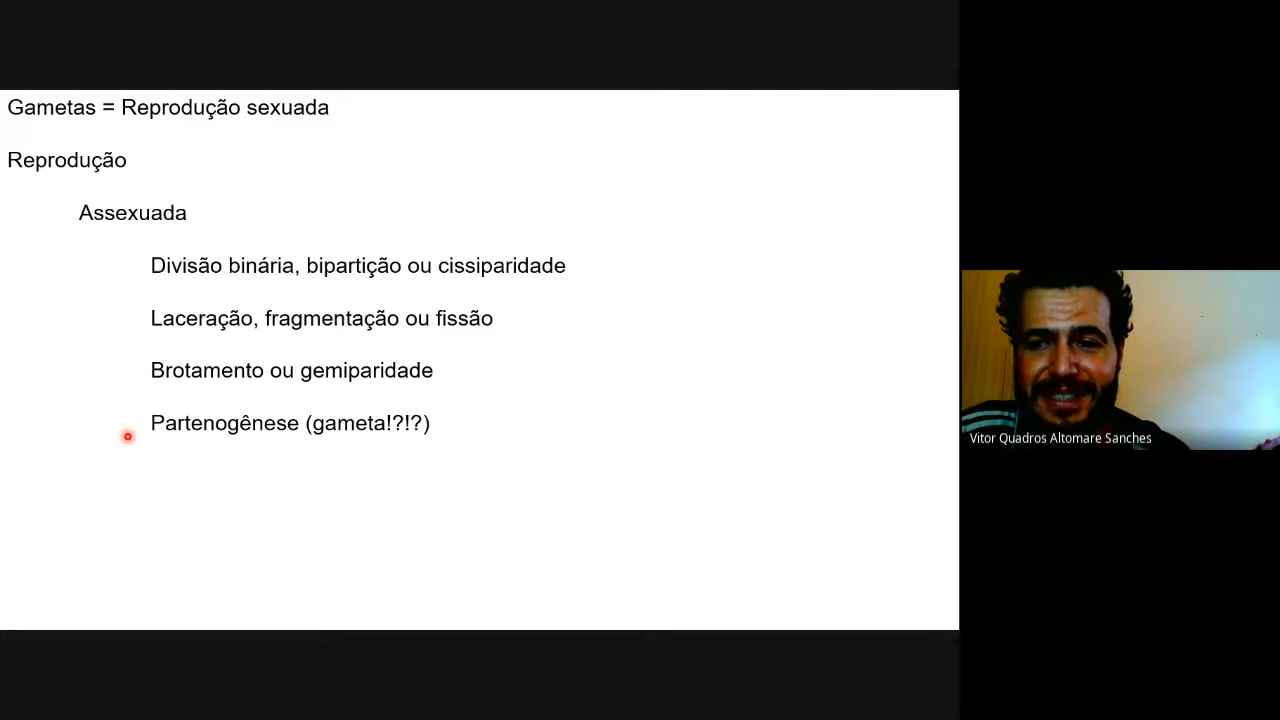 Gametas = Reprodução sexuada
Reprodução
Assexuada
Divisão binária, bipartição ou cissiparidade
Laceração, fragmentação ou fissão
Brotamento ou gemiparidade
Partenogênese (gameta!?!?)
Vitor Quadros Altomare Sanches